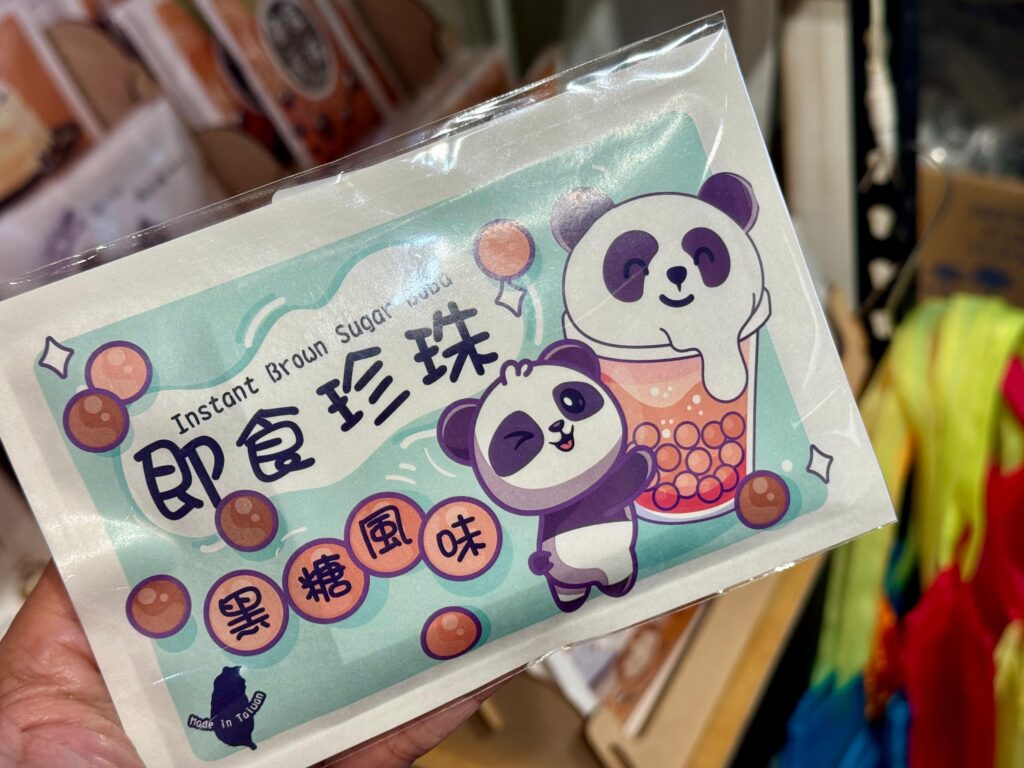 Instant Brown Sugar Boba
即食珍珠
黑糖風味
Made in Taiwan